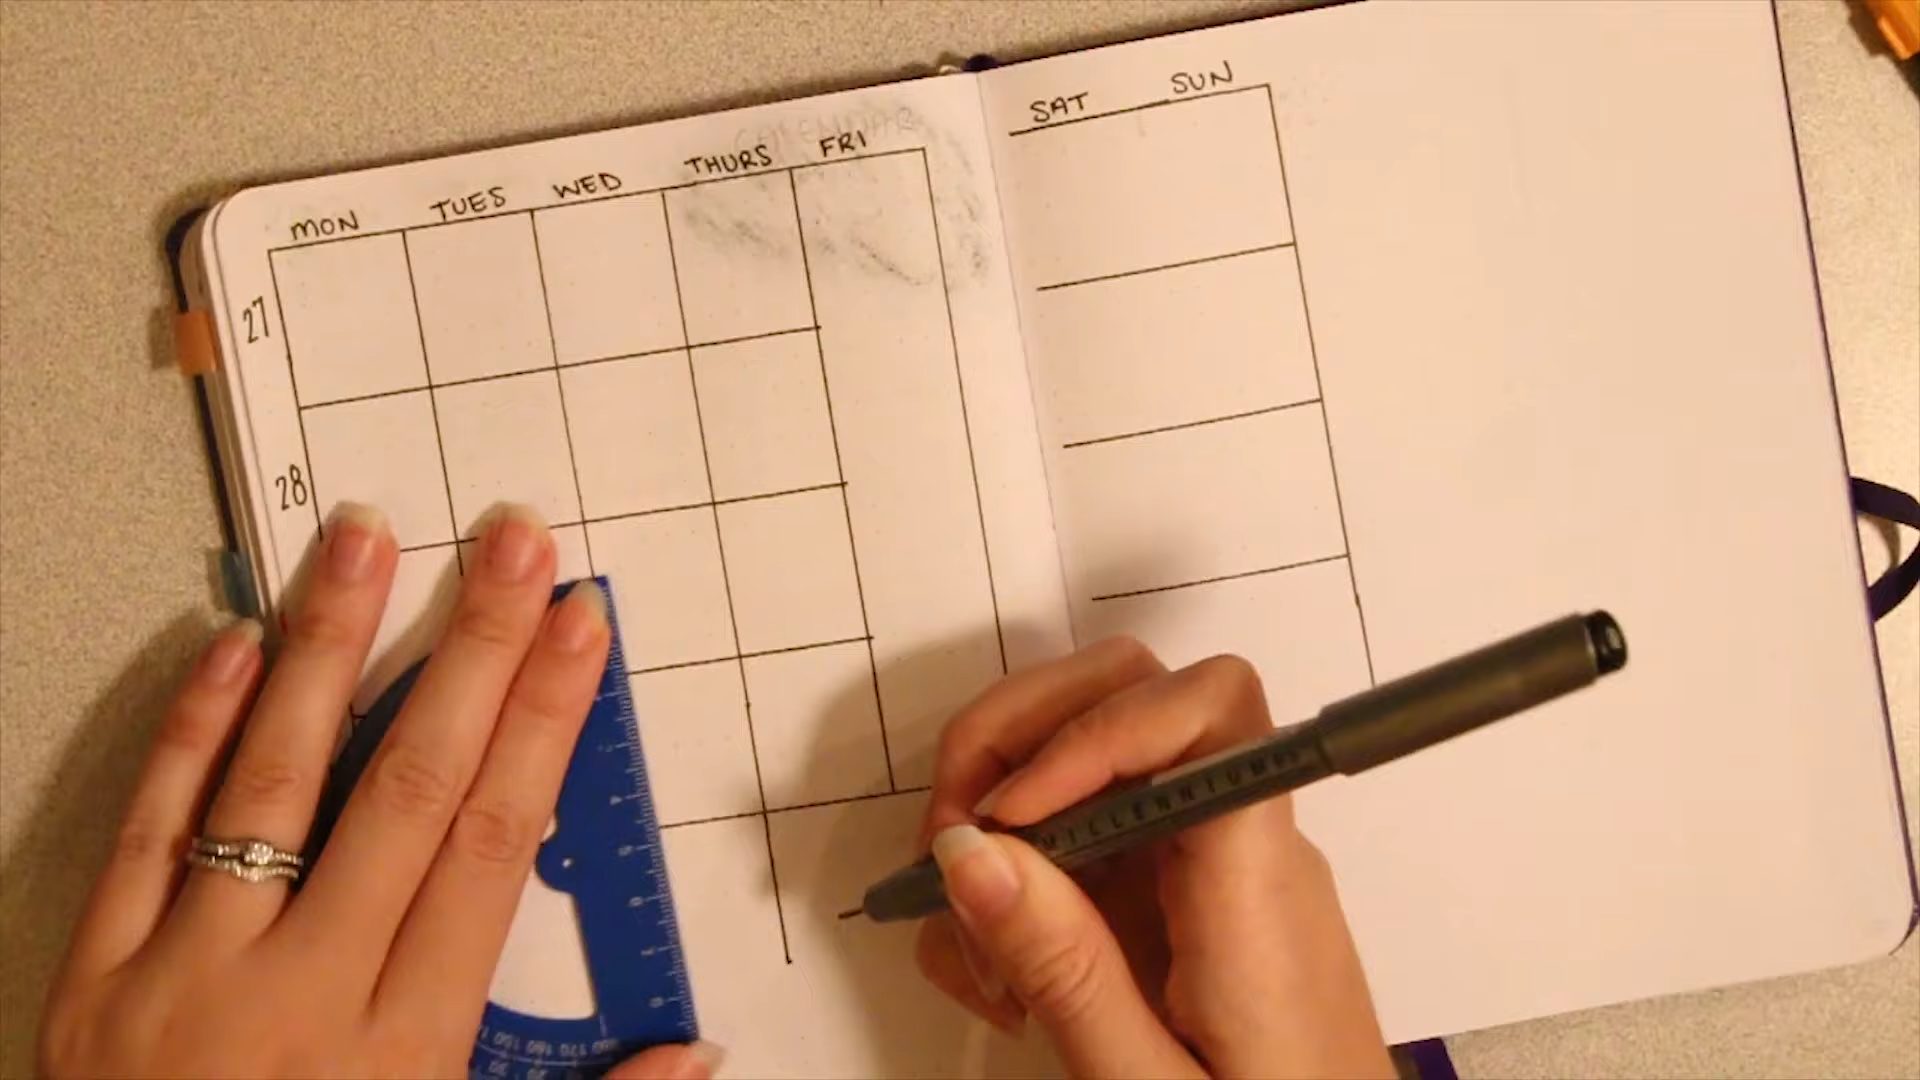 MON TUES WED THURS FRI SAT SUN
27
28
MILLENNIUM